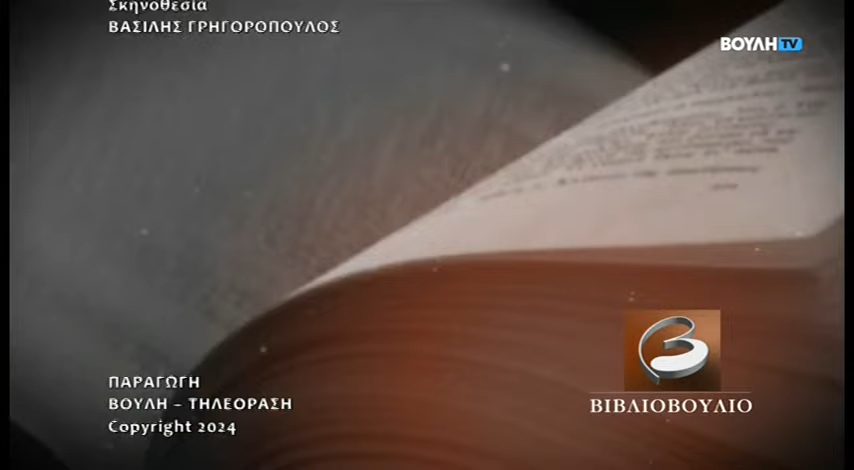 Σκηνοθεσία
ΒΑΣΙΛΗΣ ΓΡΗΓΟΡΟΠΟΥΛΟΣ
ΒΟΥΛΗ TV
ΠΑΡΑΓΩΓΗ
ΒΟΥΛΗ – ΤΗΛΕΟΡΑΣΗ
Copyright 2024
ΒΙΒΛΙΟΒΟΥΛΙΟ